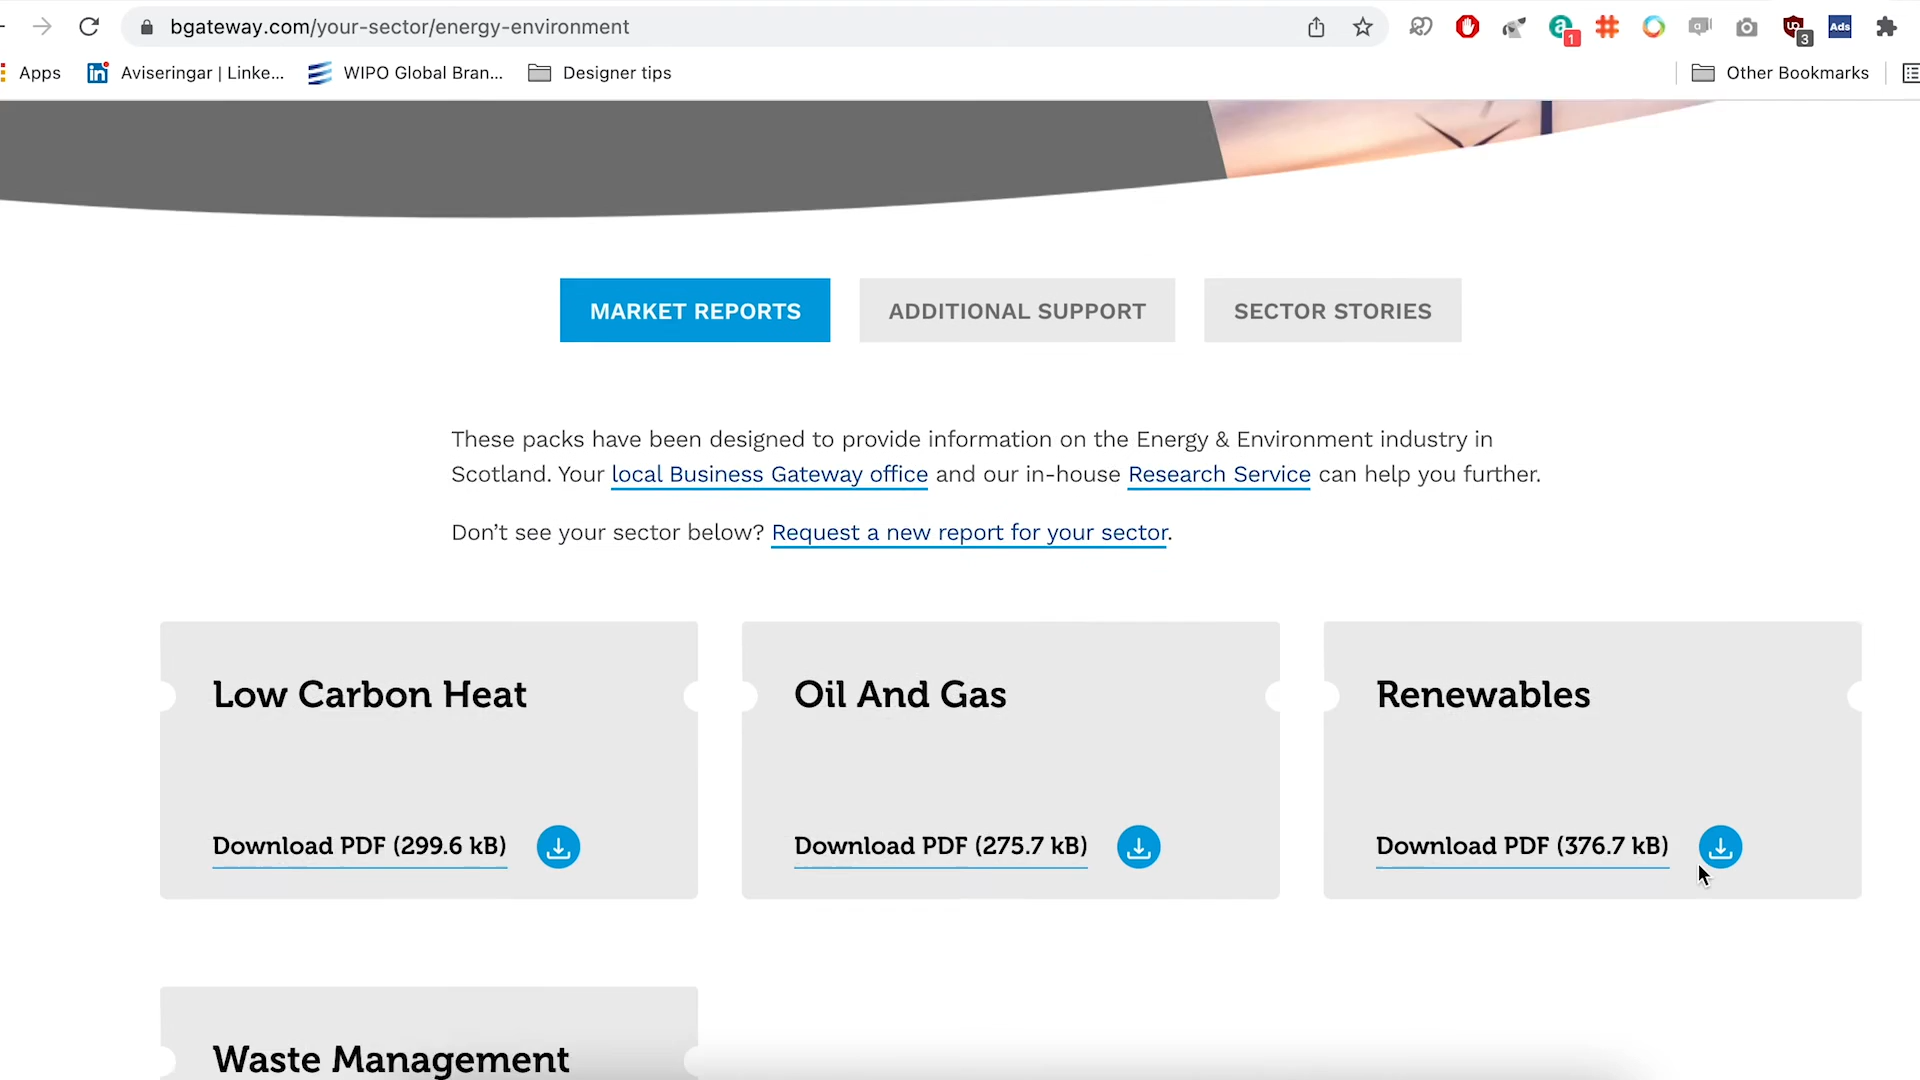 bgateway.com/your-sector/energy-environment
1
3
Ads
Apps
Aviseringar | Linke...
WIPO Global Bran...
Designer tips
Other Bookmarks
MARKET REPORTS
ADDITIONAL SUPPORT
SECTOR STORIES
These packs have been designed to provide information on the Energy & Environment industry in
Scotland. Your local Business Gateway office and our in-house Research Service can help you further.
Don’t see your sector below? Request a new report for your sector.
Low Carbon Heat
Oil And Gas
Renewables
Download PDF (299.6 kB)
Download PDF (275.7 kB)
Download PDF (376.7 kB)
Waste Management